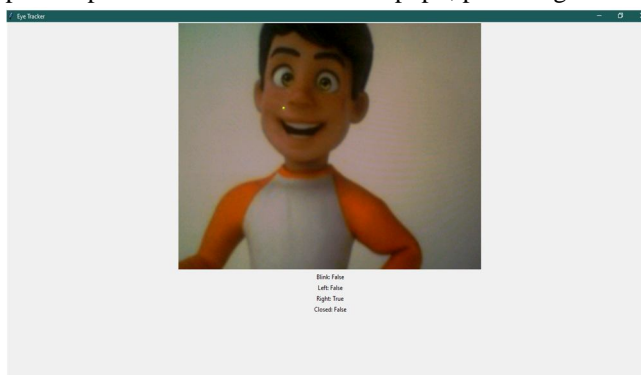 Eye Tracker
Blink: False
Left: False
Right: True
Closed: False